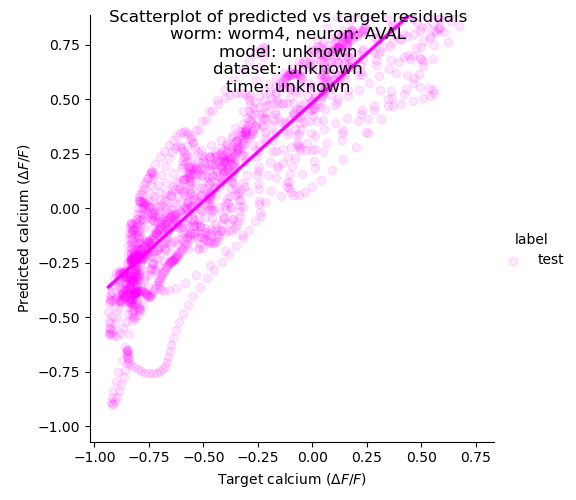 Scatterplot of predicted vs target residuals
worm: worm4, neuron: AVAL
model: unknown
dataset: unknown
time: unknown
0.75
0.50
0.25
0.00
−0.25
−0.50
−0.75
−1.00
Predicted calcium (ΔF/F)
−1.00 −0.75 −0.50 −0.25 0.00 0.25 0.50 0.75
Target calcium (ΔF/F)
label
test